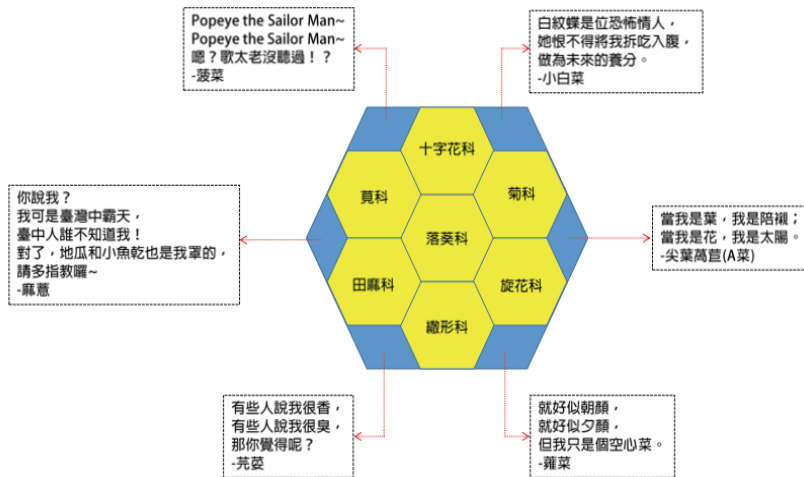 Popeye the Sailor Man~
Popeye the Sailor Man~
嗯？歌太老沒聽過！？
-菠菜
白紋蝶是位恐怖情人，
她恨不得將我拆吃入腹，
做為未來的養分。
-小白菜
十字花科
莧科
菊科
落葵科
田麻科
旋花科
繖形科
你說我？
我可是臺灣中霸天，
臺中人誰不知道我！
對了，地瓜和小魚乾也是我罩的，
請多指教囉~
-麻薏
當我是葉，我是陪襯；
當我是花，我是太陽。
-尖葉萵苣(A菜)
有些人說我很香，
有些人說我很臭，
那你覺得呢？
-芫荽
就好似朝顏，
就好似夕顏，
但我只是個空心菜。
-蕹菜